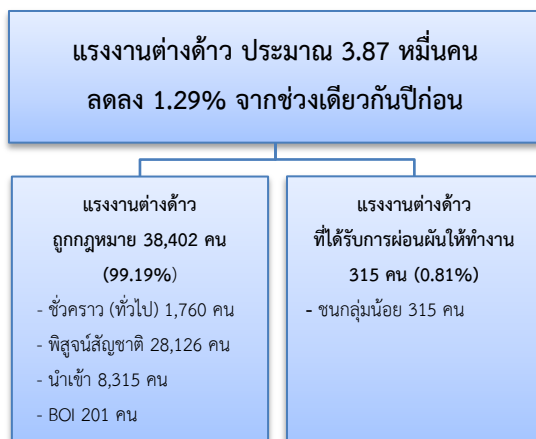 แรงงานต่างด้าว ประมาณ 3.87 หมื่นคน
ลดลง 1.29% จากช่วงเดียวกันปีก่อน
แรงงานต่างด้าว
ถูกกฎหมาย 38,402 คน
(99.19%)
- ชั่วคราว (ทั่วไป) 1,760 คน
- พิสูจน์สัญชาติ 28,126 คน
- นำเข้า 8,315 คน
- BOI 201 คน
แรงงานต่างด้าว
ที่ได้รับการผ่อนผันให้ทำงาน
315 คน (0.81%)
- ชนกลุ่มน้อย 315 คน